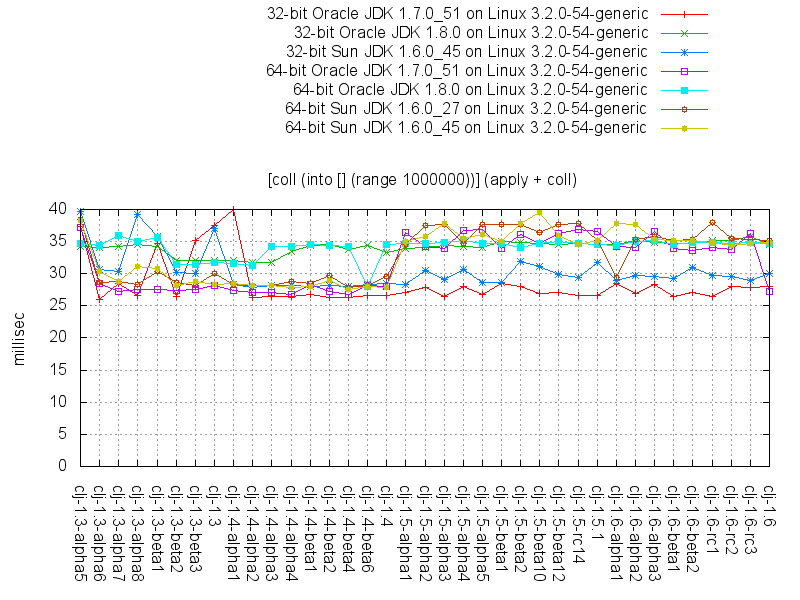 32-bit Oracle JDK 1.7.0_51 on Linux 3.2.0-54-generic
32-bit Oracle JDK 1.8.0 on Linux 3.2.0-54-generic
32-bit Sun JDK 1.6.0_45 on Linux 3.2.0-54-generic
64-bit Oracle JDK 1.7.0_51 on Linux 3.2.0-54-generic
64-bit Oracle JDK 1.8.0 on Linux 3.2.0-54-generic
64-bit Sun JDK 1.6.0_27 on Linux 3.2.0-54-generic
64-bit Sun JDK 1.6.0_45 on Linux 3.2.0-54-generic
[coll (into [] (range 1000000))] (apply + coll)
millisec
40
35
30
25
20
15
10
5
0
clj-1.3-alpha5
clj-1.3-alpha6
clj-1.3-alpha7
clj-1.3-alpha8
clj-1.3-beta1
clj-1.3-beta2
clj-1.3-beta3
clj-1.3
clj-1.4-alpha1
clj-1.4-alpha2
clj-1.4-alpha3
clj-1.4-alpha4
clj-1.4-beta1
clj-1.4-beta2
clj-1.4-beta4
clj-1.4-beta6
clj-1.4
clj-1.5-alpha1
clj-1.5-alpha2
clj-1.5-alpha3
clj-1.5-alpha4
clj-1.5-alpha5
clj-1.5-beta1
clj-1.5-beta2
clj-1.5-beta10
clj-1.5-beta12
clj-1.5-rc14
clj-1.5.1
clj-1.6-alpha1
clj-1.6-alpha2
clj-1.6-alpha3
clj-1.6-beta1
clj-1.6-beta2
clj-1.6-rc1
clj-1.6-rc2
clj-1.6-rc3
clj-1.6